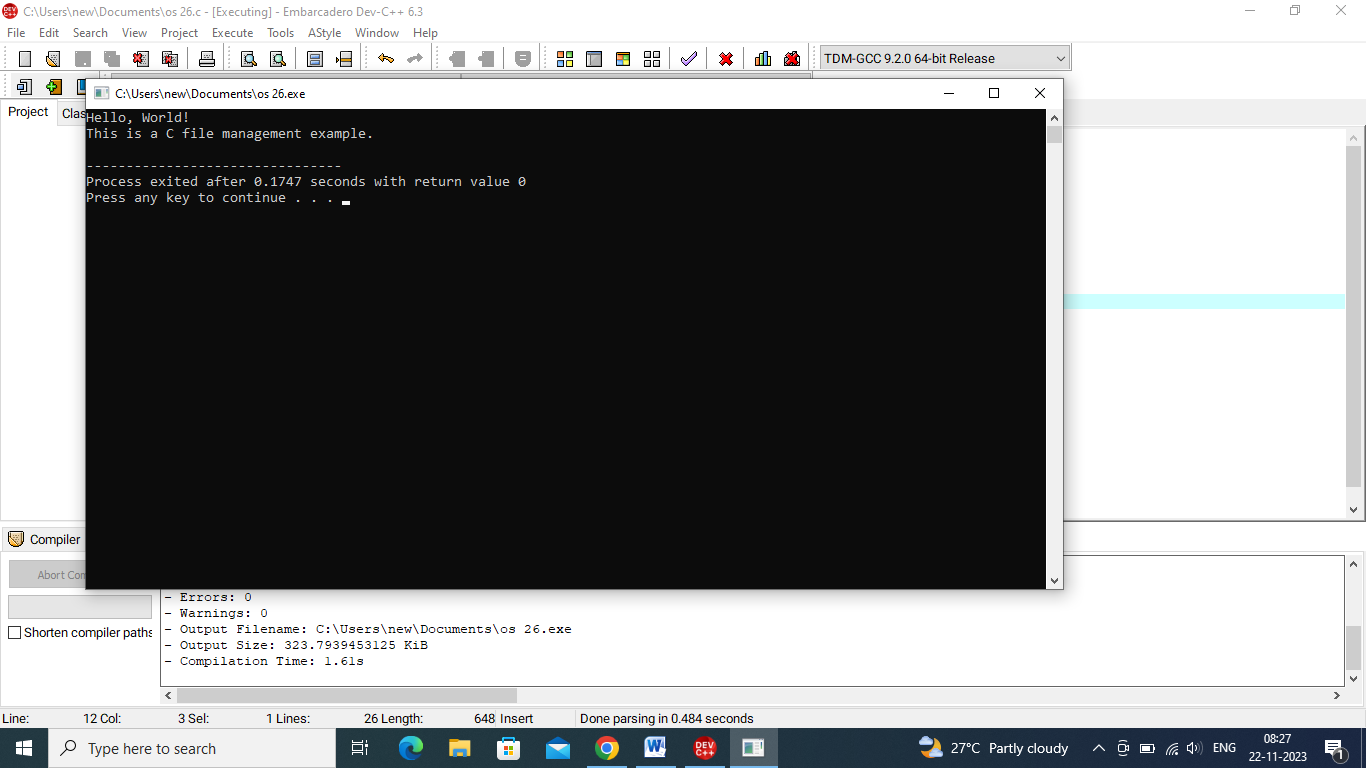 C:\Users\new\Documents\os 26.c - [Executing] - Embarcadero Dev-C++ 6.3
File Edit Search View Project Execute Tools AStyle Window Help
TDM-GCC 9.2.0 64-bit Release
Project
C:\Users\new\Documents\os 26.exe
Hello, World!
This is a C file management example.
--------------------------------
Process exited after 0.1747 seconds with return value 0
Press any key to continue . . .
Compiler
Abort
- Errors: 0
- Warnings: 0
- Output Filename: C:\Users\new\Documents\os 26.exe
- Output Size: 323.7939453125 KiB
- Compilation Time: 1.61s
Shorten compiler paths
Line: 12 Col: 3 Sel: 1 Lines: 26 Length: 648 Insert Done parsing in 0.484 seconds
Type here to search
DEV C++
27°C Partly cloudy
ENG
08:27
22-11-2023
1